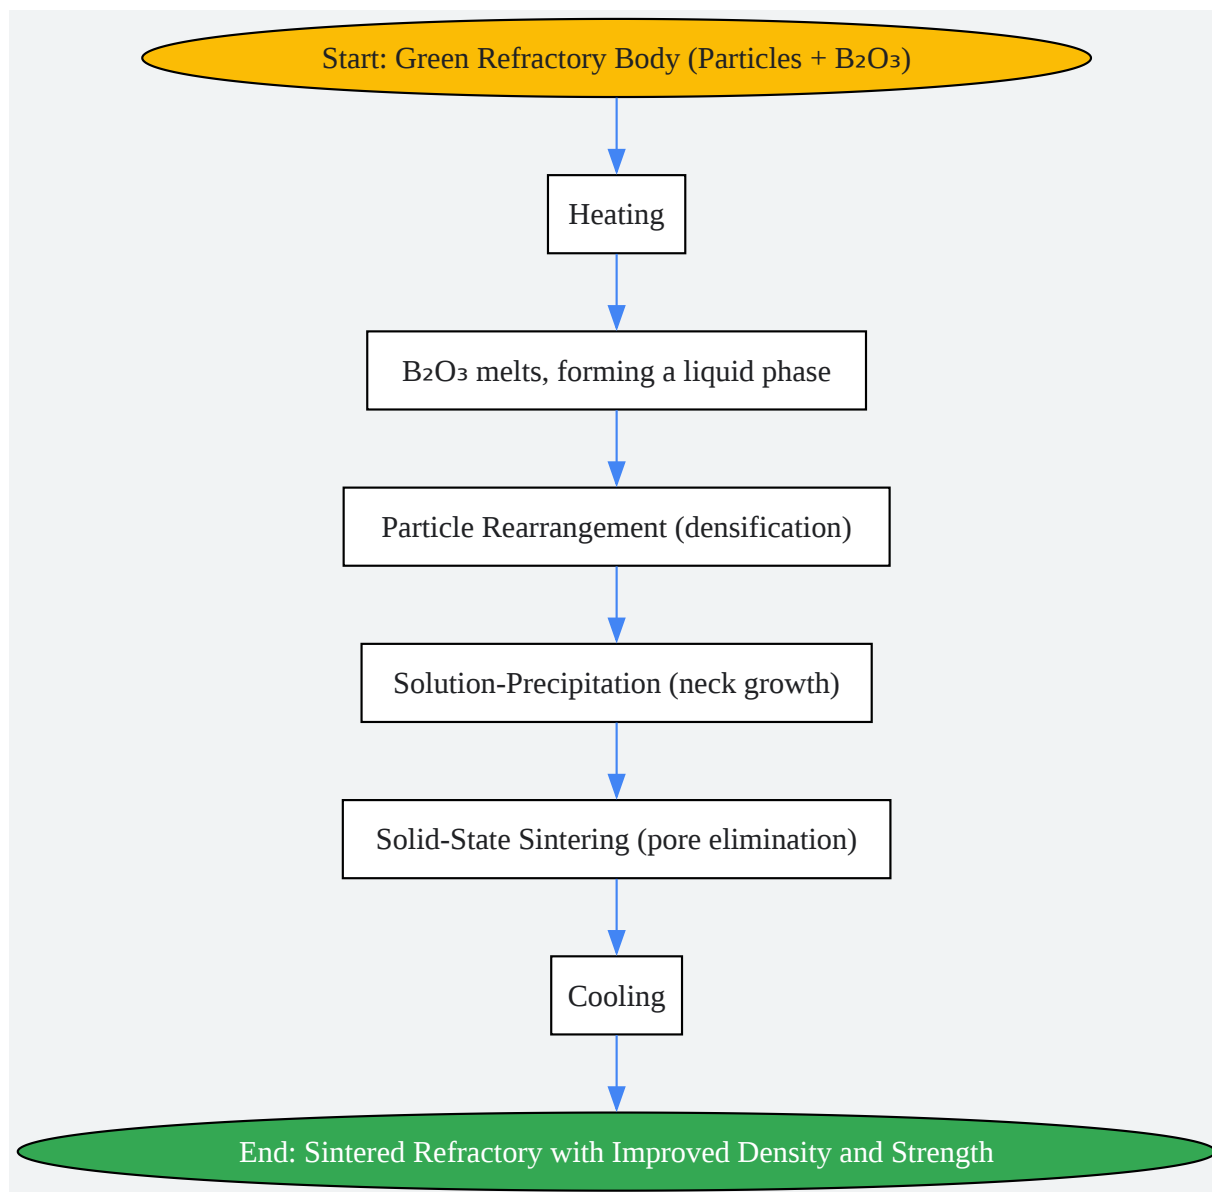 Start: Green Refractory Body (Particles + B₂O₃)
Heating
B₂O₃ melts, forming a liquid phase
Particle Rearrangement (densification)
Solution-Precipitation (neck growth)
Solid-State Sintering (pore elimination)
Cooling
End: Sintered Refractory with Improved Density and Strength